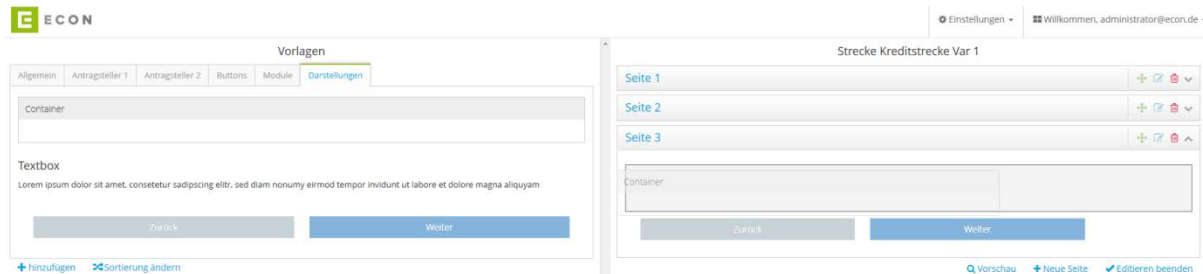 ECON
Einstellungen
Willkommen, administrator@econ.de
Vorlagen
Allgemein Antragsteller 1 Antragsteller 2 Buttons Module Darstellungen
Container
Textbox
Lorem ipsum dolor sit amet, consetetur sadipscing elitr, sed diam nonumy eirmod tempor invidunt ut labore et dolore magna aliquyam
Zurück Weiter
hinzufügen Sortierung ändern
Strecke Kreditstrecke Var 1
Seite 1
Seite 2
Seite 3
Container
Zurück Weiter
Vorschau Neue Seite Editieren beenden